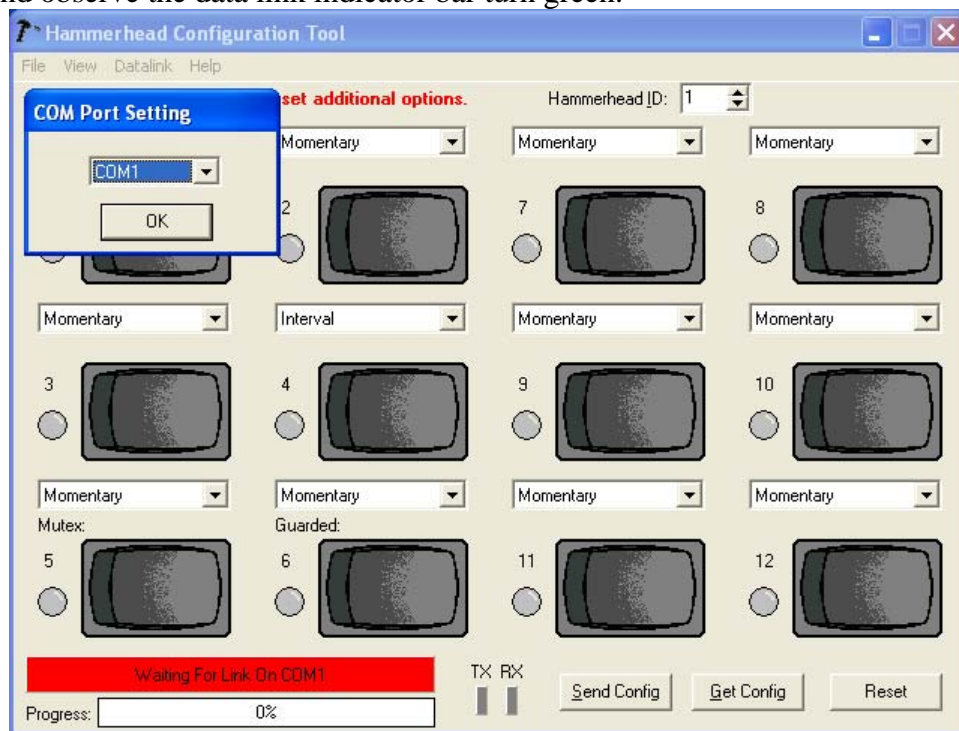 nd observe the data link indicator bar turn green.
Hammerhead Configuration Tool
File View Datalink Help
set additional options.
Hammerhead ID: 1
COM Port Setting
COM1
OK
Momentary Momentary Momentary
2 7 8
Momentary Interval Momentary Momentary
3 4 9 10
Momentary Momentary Momentary Momentary
Mutex: Guarded:
5 6 11 12
Waiting For Link On COM1
TX RX
Send Config Get Config Reset
Progress: 0%